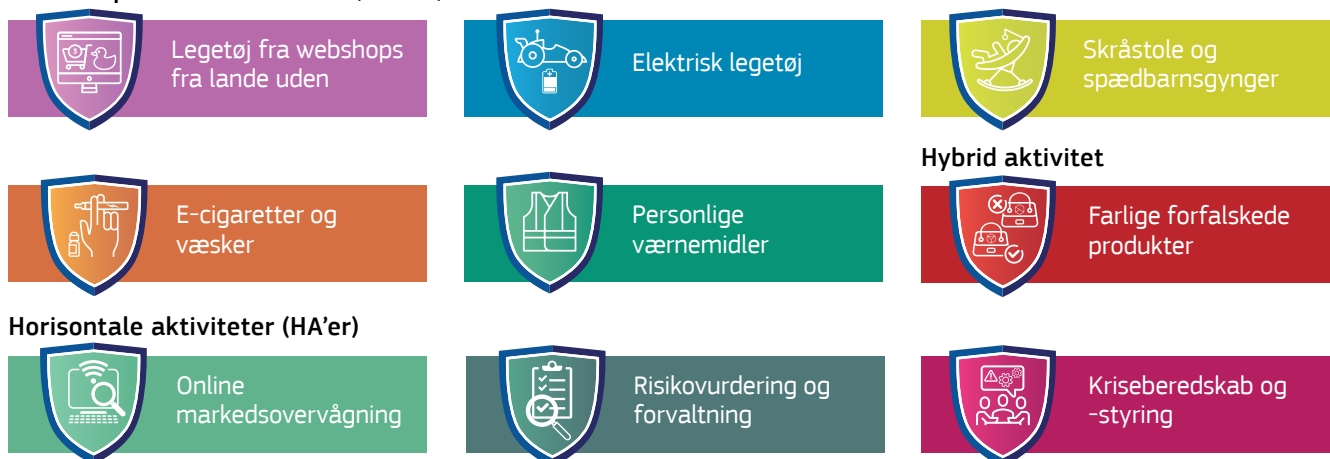 Legetøj fra webshops
fra lande uden
Elektrisk legetøj
Skråstole og
spædbarnsgynger
E-cigaretter og
væsker
Personlige
værnemidler
Hybrid aktivitet
Farlige forfalskede
produkter
Horisontale aktiviteter (HA’er)
Online
markedsovervågning
Risikovurdering og
forvaltning
Kriseberedskab og
-styring